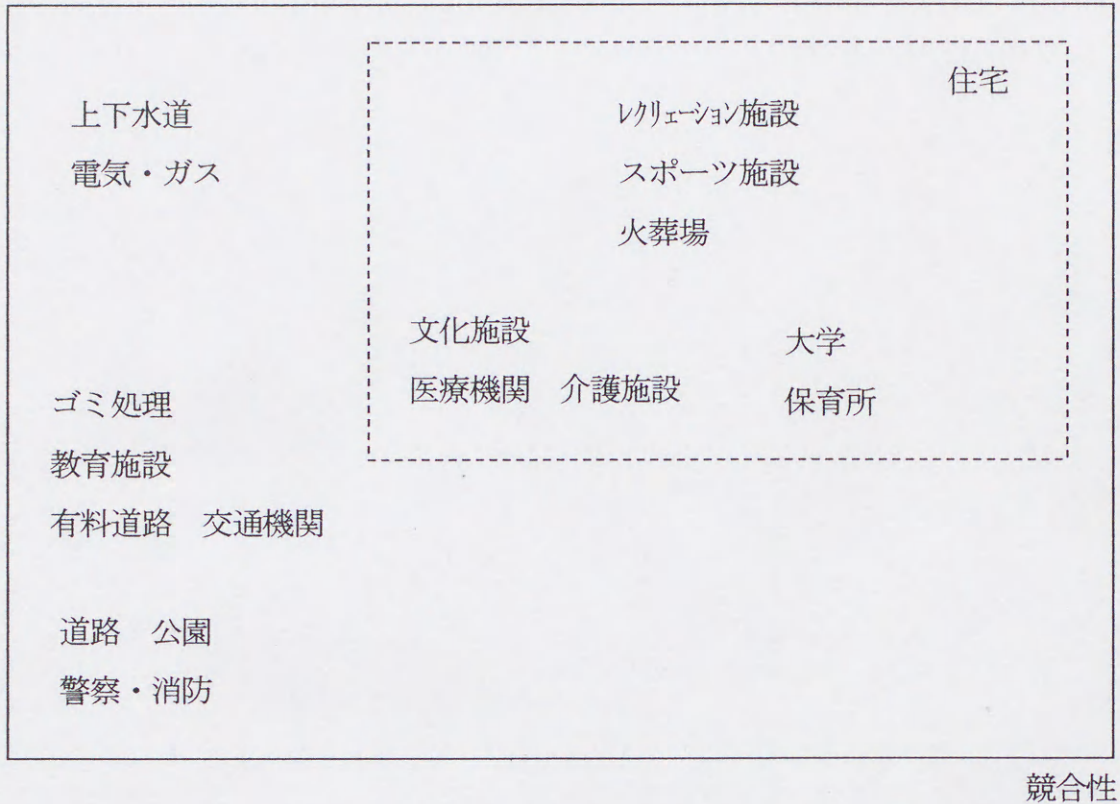 住宅
上下水道
レクリェーション施設
電気・ガス
スポーツ施設
火葬場
文化施設
大学
医療機関　介護施設
保育所
ゴミ処理
教育施設
有料道路　交通機関
道路　公園
警察・消防
競合性